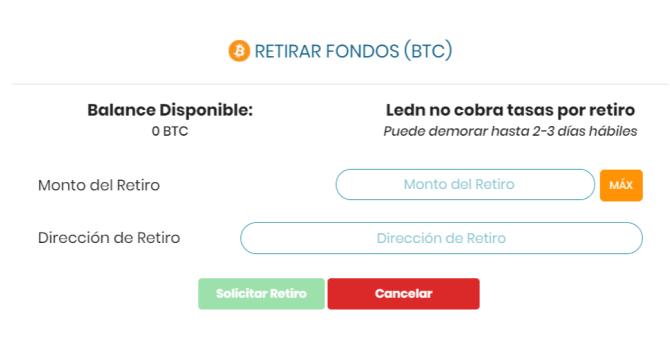 RETIRAR FONDOS (BTC)
Balance Disponible:
0 BTC
Ledn no cobra tasas por retiro
Puede demorar hasta 2-3 días hábiles
Monto del Retiro
Monto del Retiro
MÁX
Dirección de Retiro
Dirección de Retiro
Solicitar Retiro
Cancelar